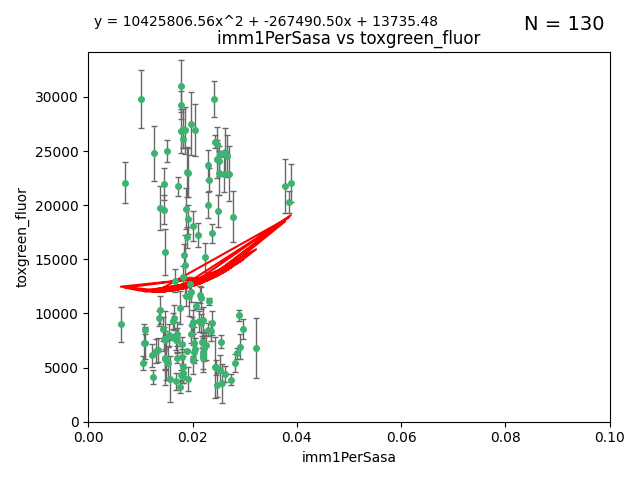 y = 10425806.56x^2 + -267490.50x + 13735.48
N = 130
imm1PerSasa vs toxgreen_fluor
30000
25000
20000
15000
10000
5000
0
toxgreen_fluor
0.00 0.02 0.04 0.06 0.08 0.10
imm1PerSasa